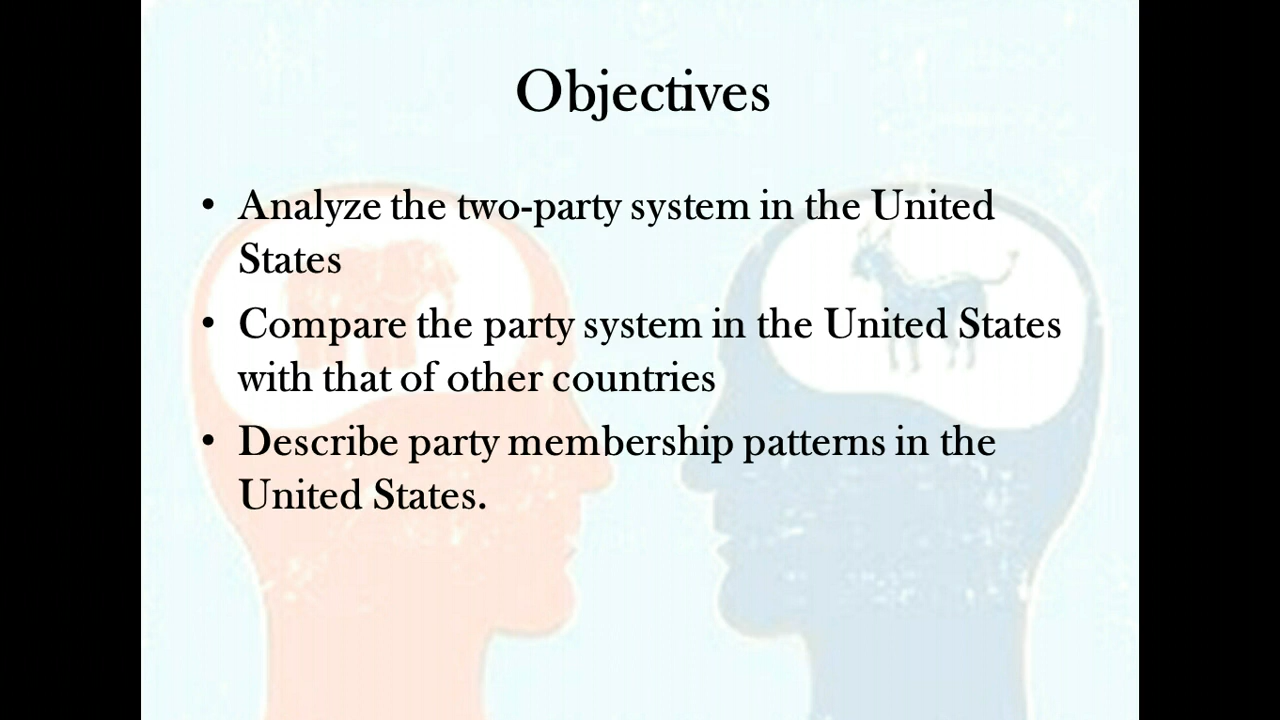 Objectives
• Analyze the two-party system in the United
States
• Compare the party system in the United States
with that of other countries
• Describe party membership patterns in the
United States.